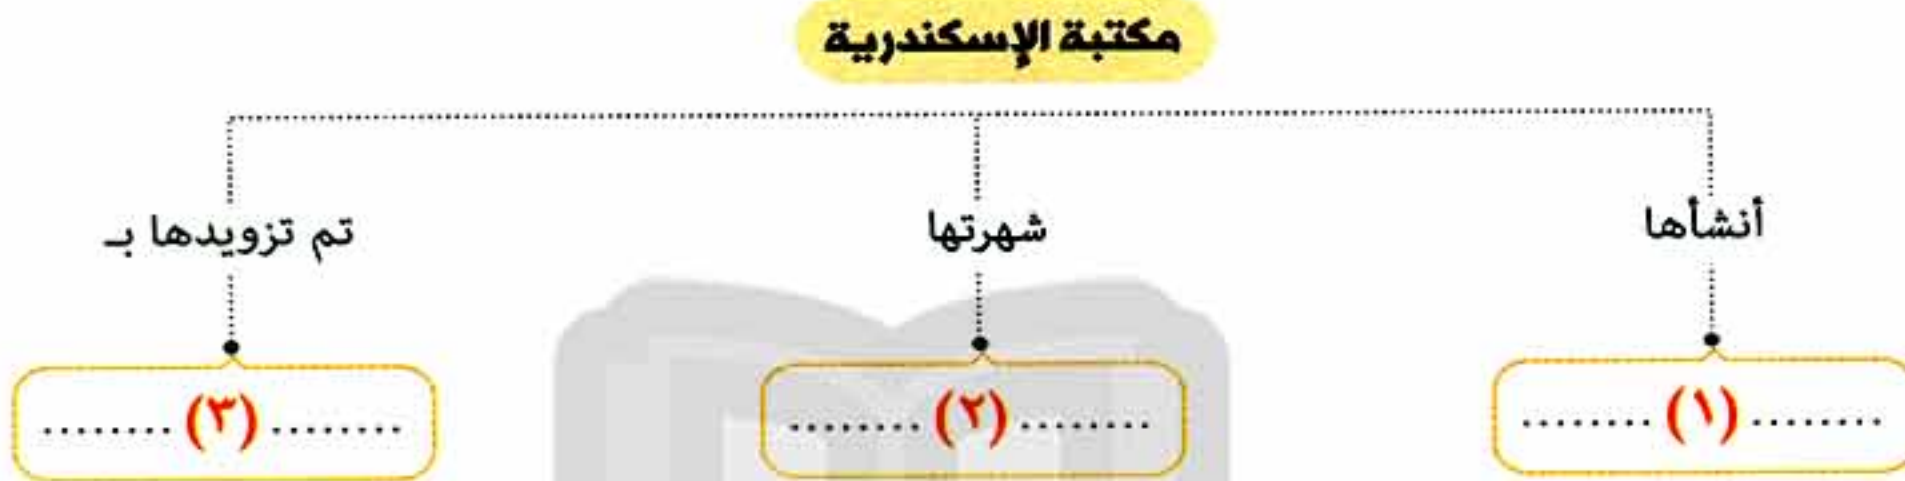 مكتبة الإسكندرية
أنشأها
شهرتها
تم تزويدها بـ
........ (١) ........
........ (٢) ........
........ (٣) ........